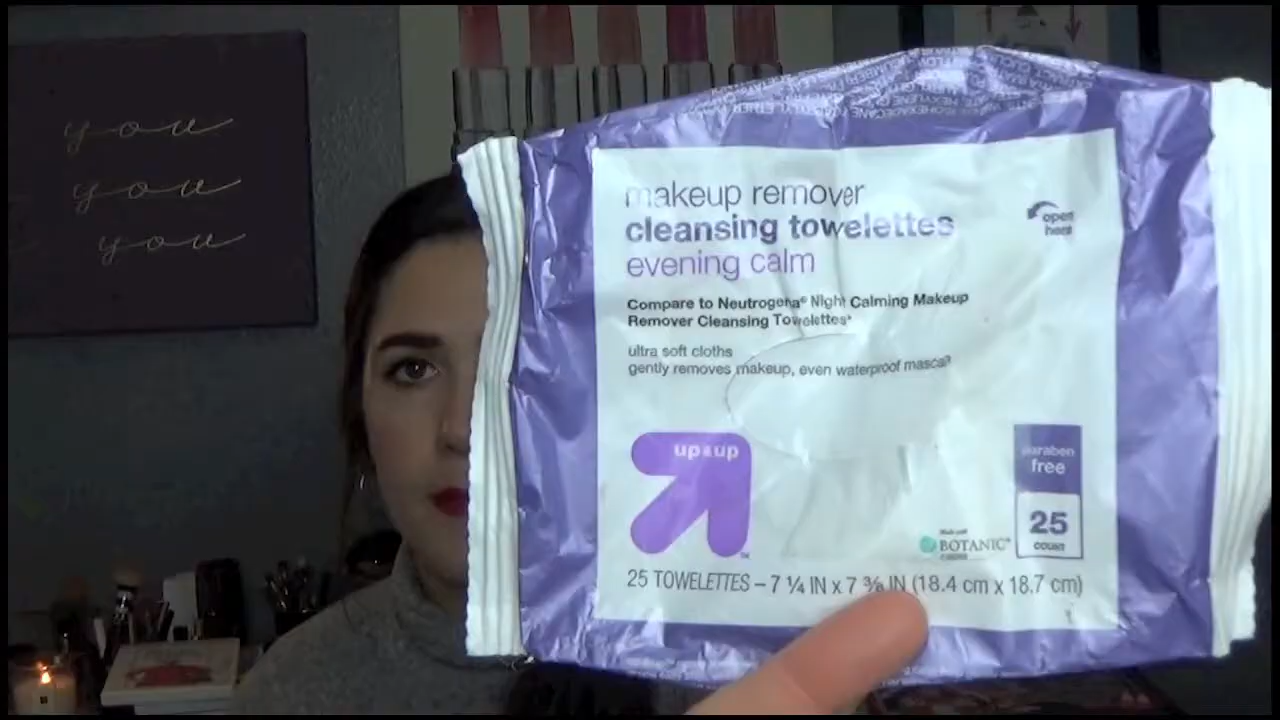 you
you
you
makeup remover
cleansing towelettes
evening calm
open
here
Compare to Neutrogena® Night Calming Makeup
Remover Cleansing Towelettes*
ultra soft cloths
gently removes makeup, even waterproof mascara
up&up
paraben
free
25
COUNT
BOTANIC
25 TOWELETTES – 7 ¼ IN x 7 ⅜ IN (18.4 cm x 18.7 cm)